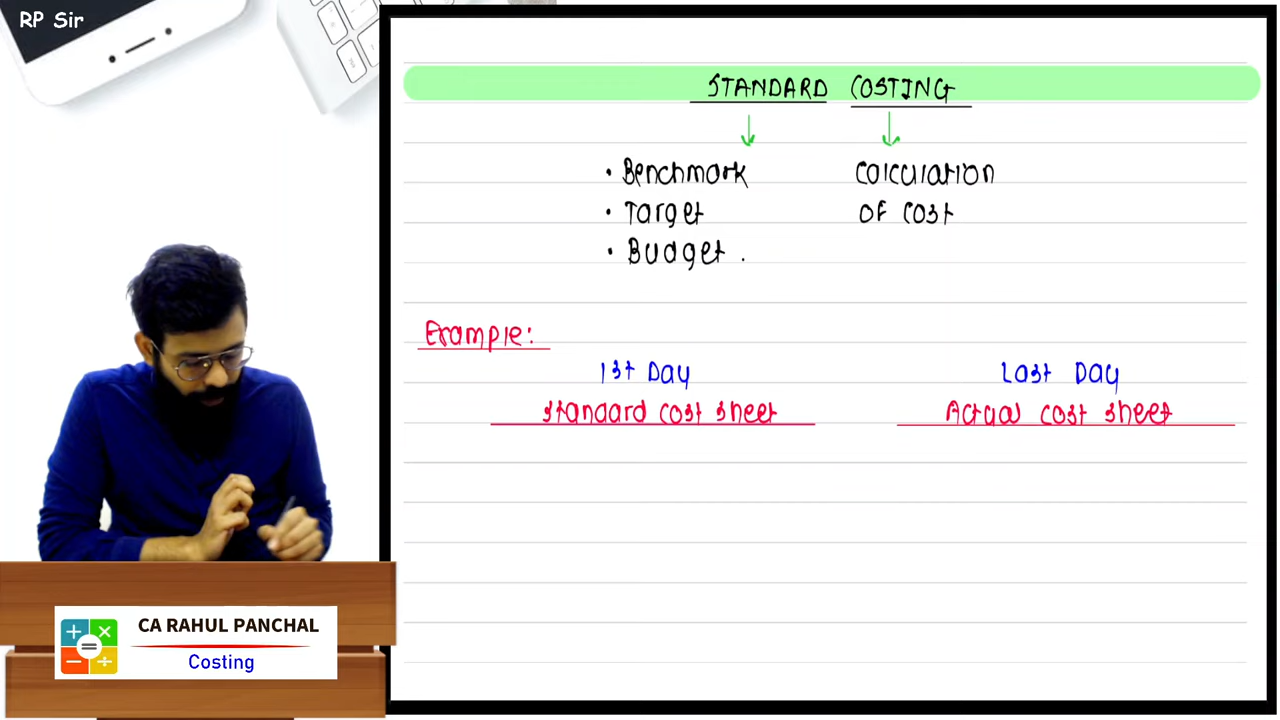 RP Sir
STANDARD COSTING
• Benchmark
Calculation
• Target
of cost
• Budget .
Example:
1st Day
Last Day
Standard cost sheet
Actual cost sheet
CA RAHUL PANCHAL
Costing